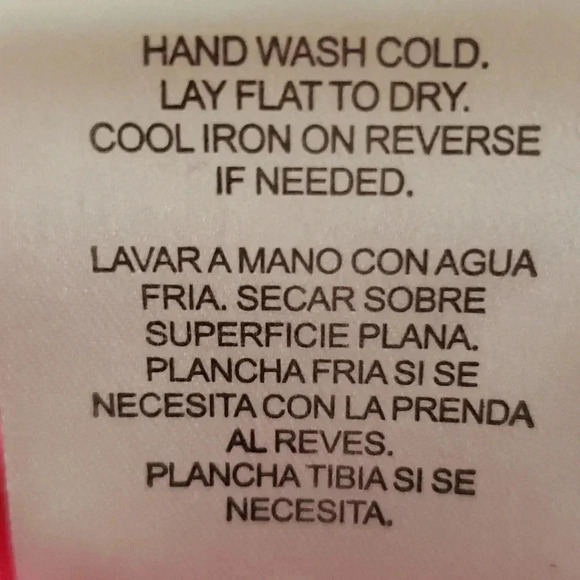 HAND WASH COLD.
LAY FLAT TO DRY.
COOL IRON ON REVERSE
IF NEEDED.
LAVAR A MANO CON AGUA
FRIA. SECAR SOBRE
SUPERFICIE PLANA.
PLANCHA FRIA SI SE
NECESITA CON LA PRENDA
AL REVES.
PLANCHA TIBIA SI SE
NECESITA.